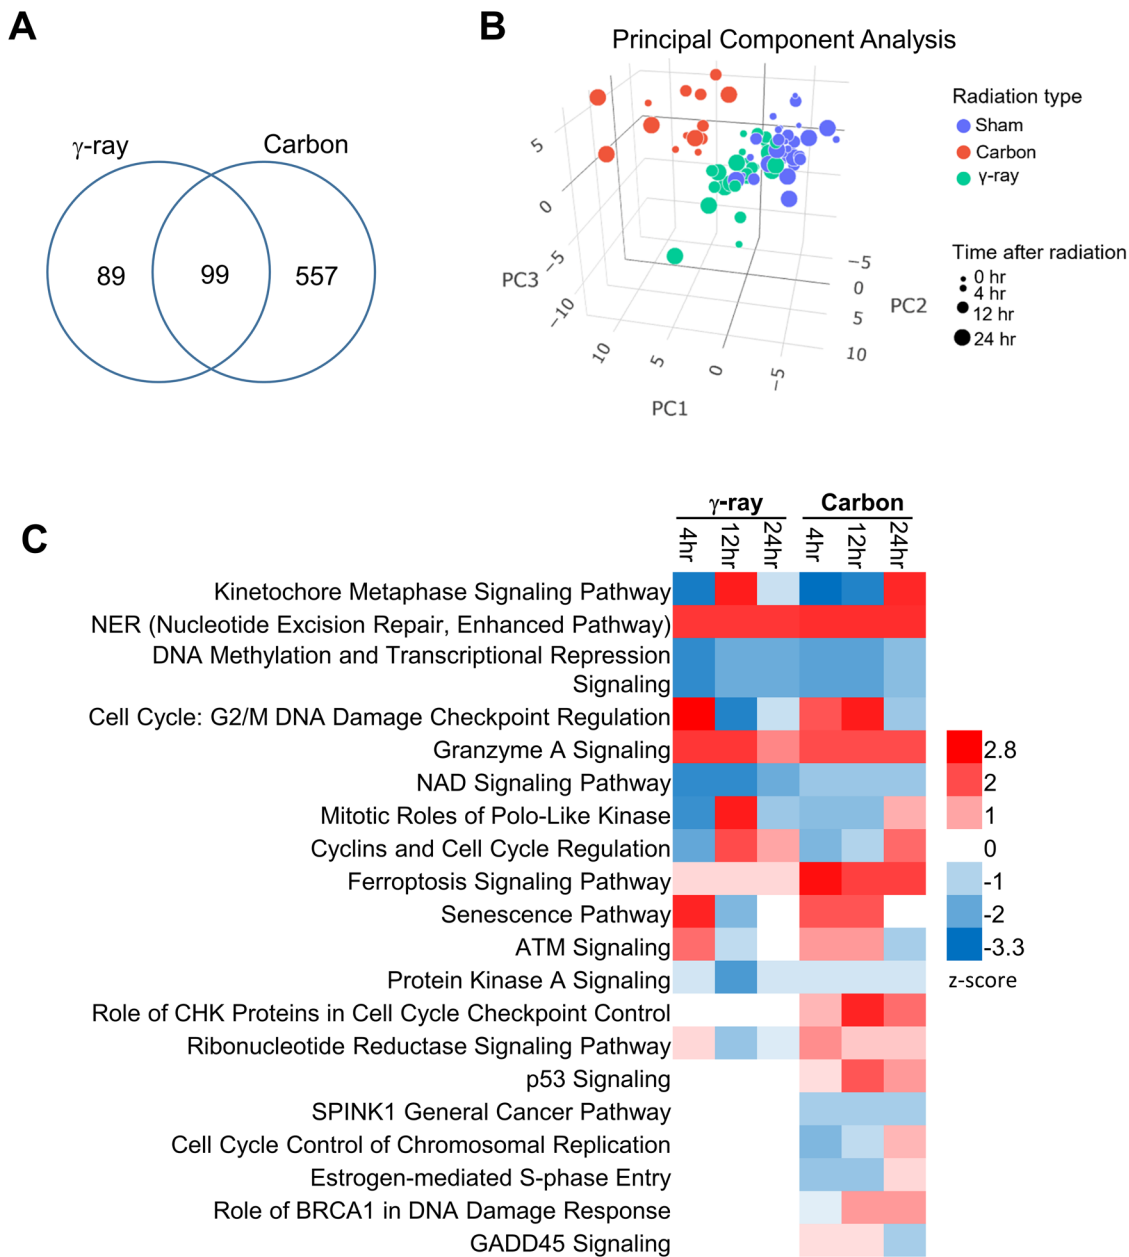 A
γ-ray
Carbon
89
99
557
B
Principal Component Analysis
5
0
−5
−10
PC3
10
5
0
−5
PC1
−5
0
5
10
PC2
Radiation type
Sham
Carbon
γ-ray
Time after radiation
0 hr
4 hr
12 hr
24 hr
C
γ-ray Carbon
4hr 12hr 24hr 4hr 12hr 24hr
Kinetochore Metaphase Signaling Pathway
NER (Nucleotide Excision Repair, Enhanced Pathway)
DNA Methylation and Transcriptional Repression
Signaling
Cell Cycle: G2/M DNA Damage Checkpoint Regulation
Granzyme A Signaling
NAD Signaling Pathway
Mitotic Roles of Polo-Like Kinase
Cyclins and Cell Cycle Regulation
Ferroptosis Signaling Pathway
Senescence Pathway
ATM Signaling
Protein Kinase A Signaling
Role of CHK Proteins in Cell Cycle Checkpoint Control
Ribonucleotide Reductase Signaling Pathway
p53 Signaling
SPINK1 General Cancer Pathway
Cell Cycle Control of Chromosomal Replication
Estrogen-mediated S-phase Entry
Role of BRCA1 in DNA Damage Response
GADD45 Signaling
2.8
2
1
0
-1
-2
-3.3
z-score